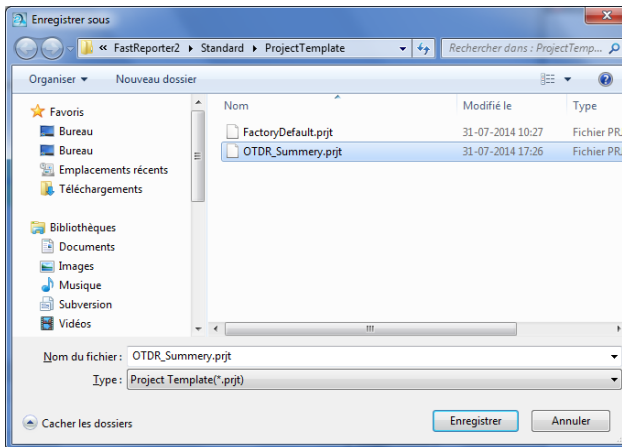 Enregistrer sous
« FastReporter2 ▸ Standard ▸ ProjectTemplate
Rechercher dans : ProjectTemp...
Organiser ▼ Nouveau dossier
Favoris
Bureau
Bureau
Emplacements récents
Téléchargements
Bibliothèques
Documents
Images
Musique
Subversion
Vidéos
Nom Modifié le Type
FactoryDefault.prjt 31-07-2014 10:27 Fichier PR.
OTDR_Summery.prjt 31-07-2014 17:26 Fichier PR.
Nom du fichier : OTDR_Summery.prjt
Type : Project Template(*.prjt)
Cacher les dossiers Enregistrer Annuler